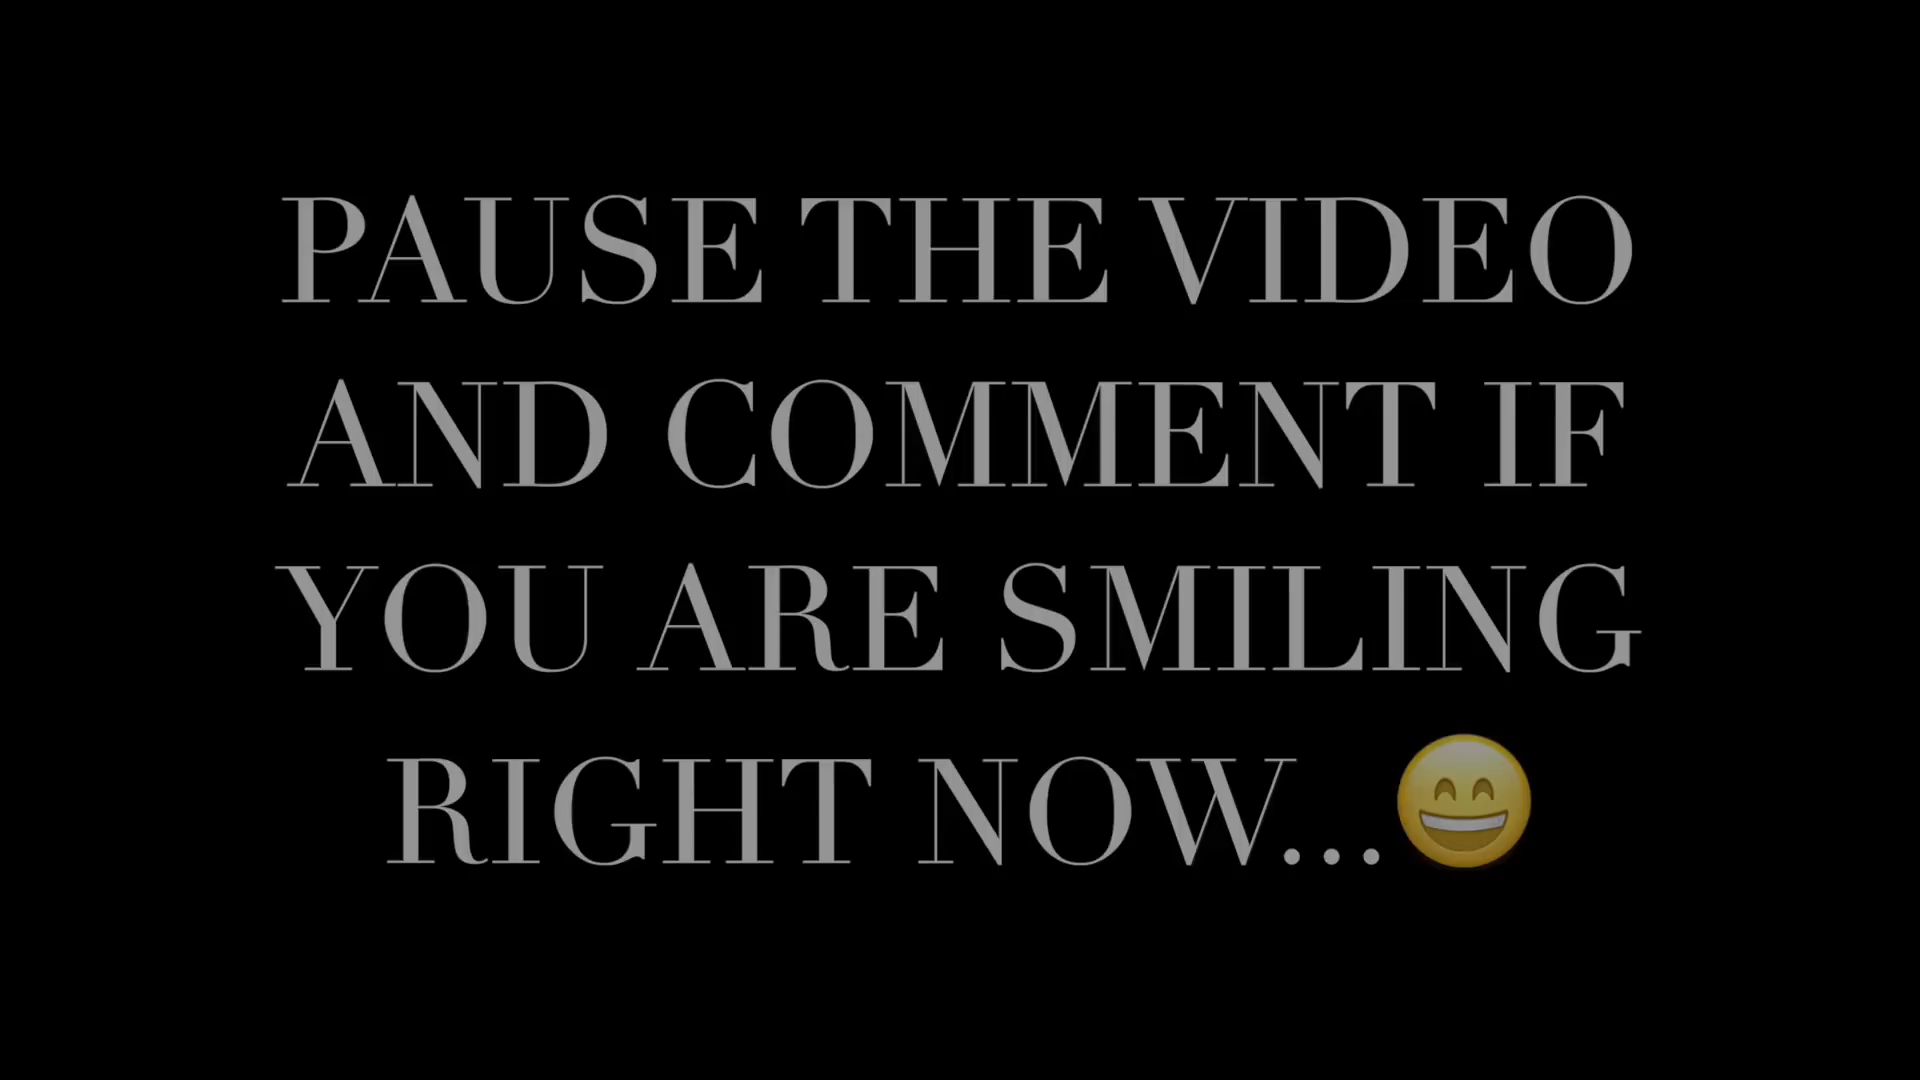 PAUSE THE VIDEO
AND COMMENT IF
YOU ARE SMILING
RIGHT NOW...😄